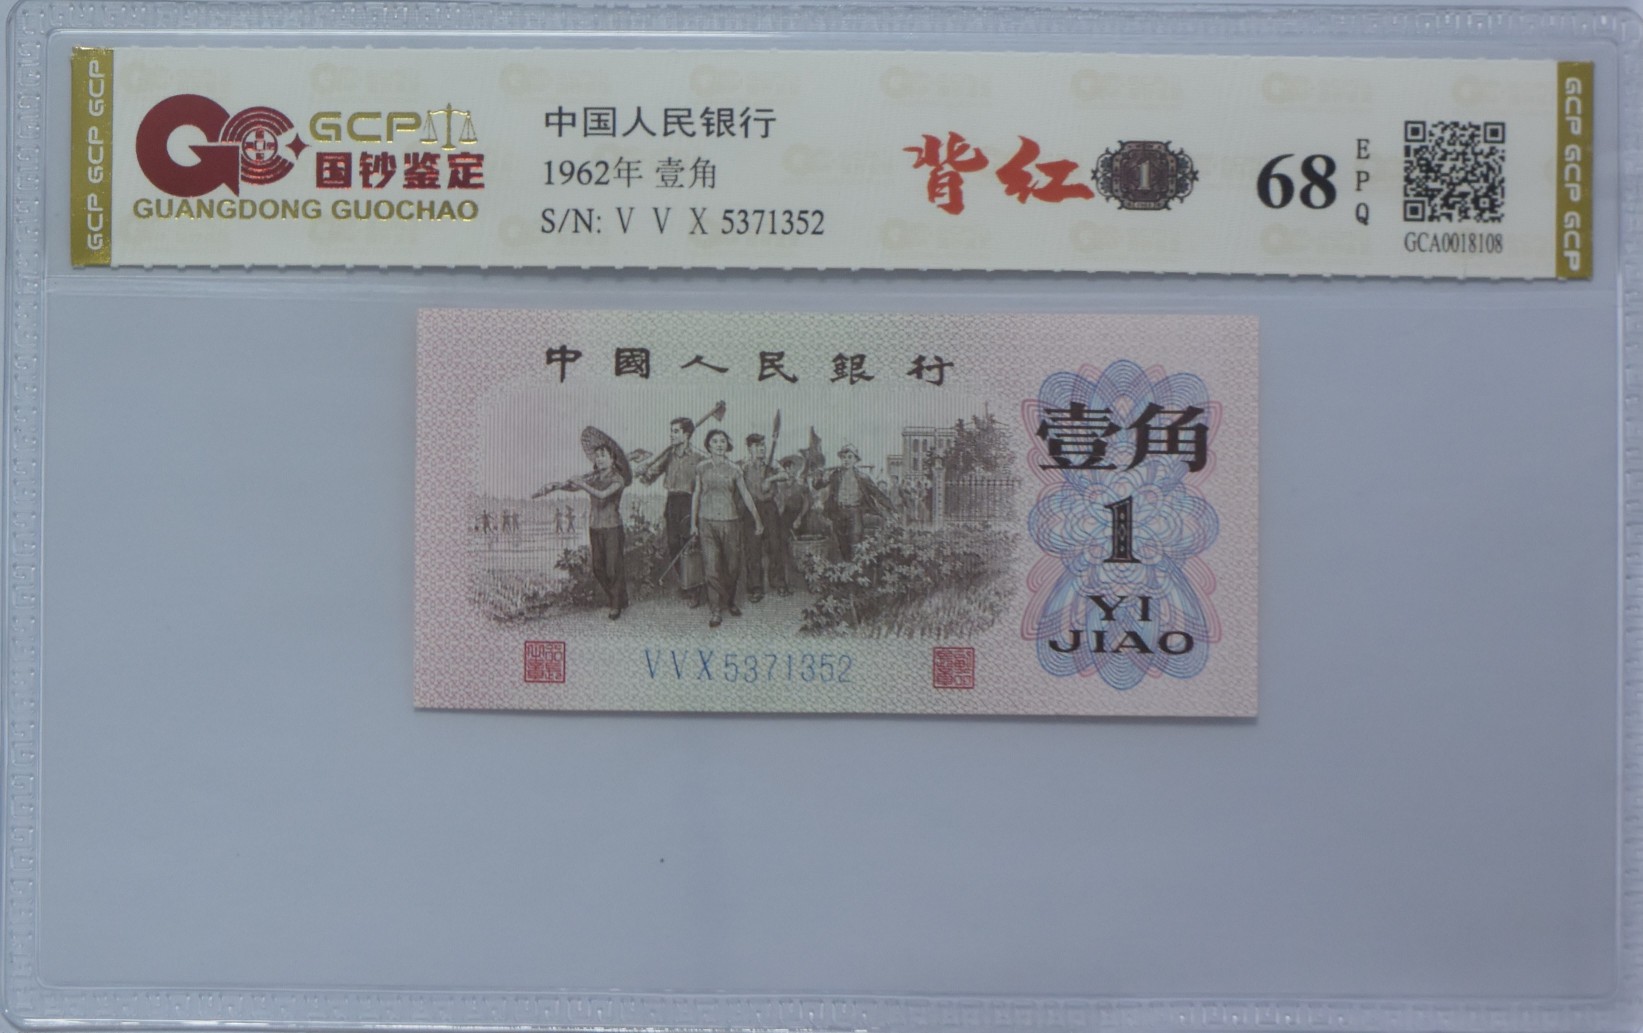 GCP GCP GCP
GCP
国钞鉴定
GUANGDONG GUOCHAO
中国人民银行
1962年 壹角
S/N: V V X 5371352
背红
1
68
EPQ
GCA0018108
GCP GCP GCP
中國人民銀行
壹角
1
YI
JIAO
VVX5371352